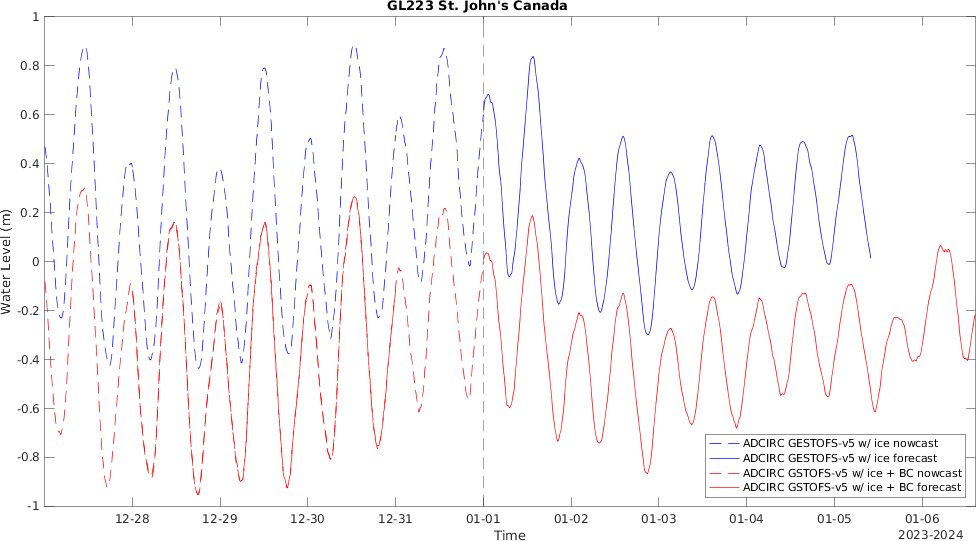 GL223 St. John's Canada
Water Level (m)
1
0.8
0.6
0.4
0.2
0
-0.2
-0.4
-0.6
-0.8
-1
12-28 12-29 12-30 12-31 01-01 01-02 01-03 01-04 01-05 01-06
Time
2023-2024
ADCIRC GESTOFS-v5 w/ ice nowcast
ADCIRC GESTOFS-v5 w/ ice forecast
ADCIRC GSTOFS-v5 w/ ice + BC nowcast
ADCIRC GSTOFS-v5 w/ ice + BC forecast